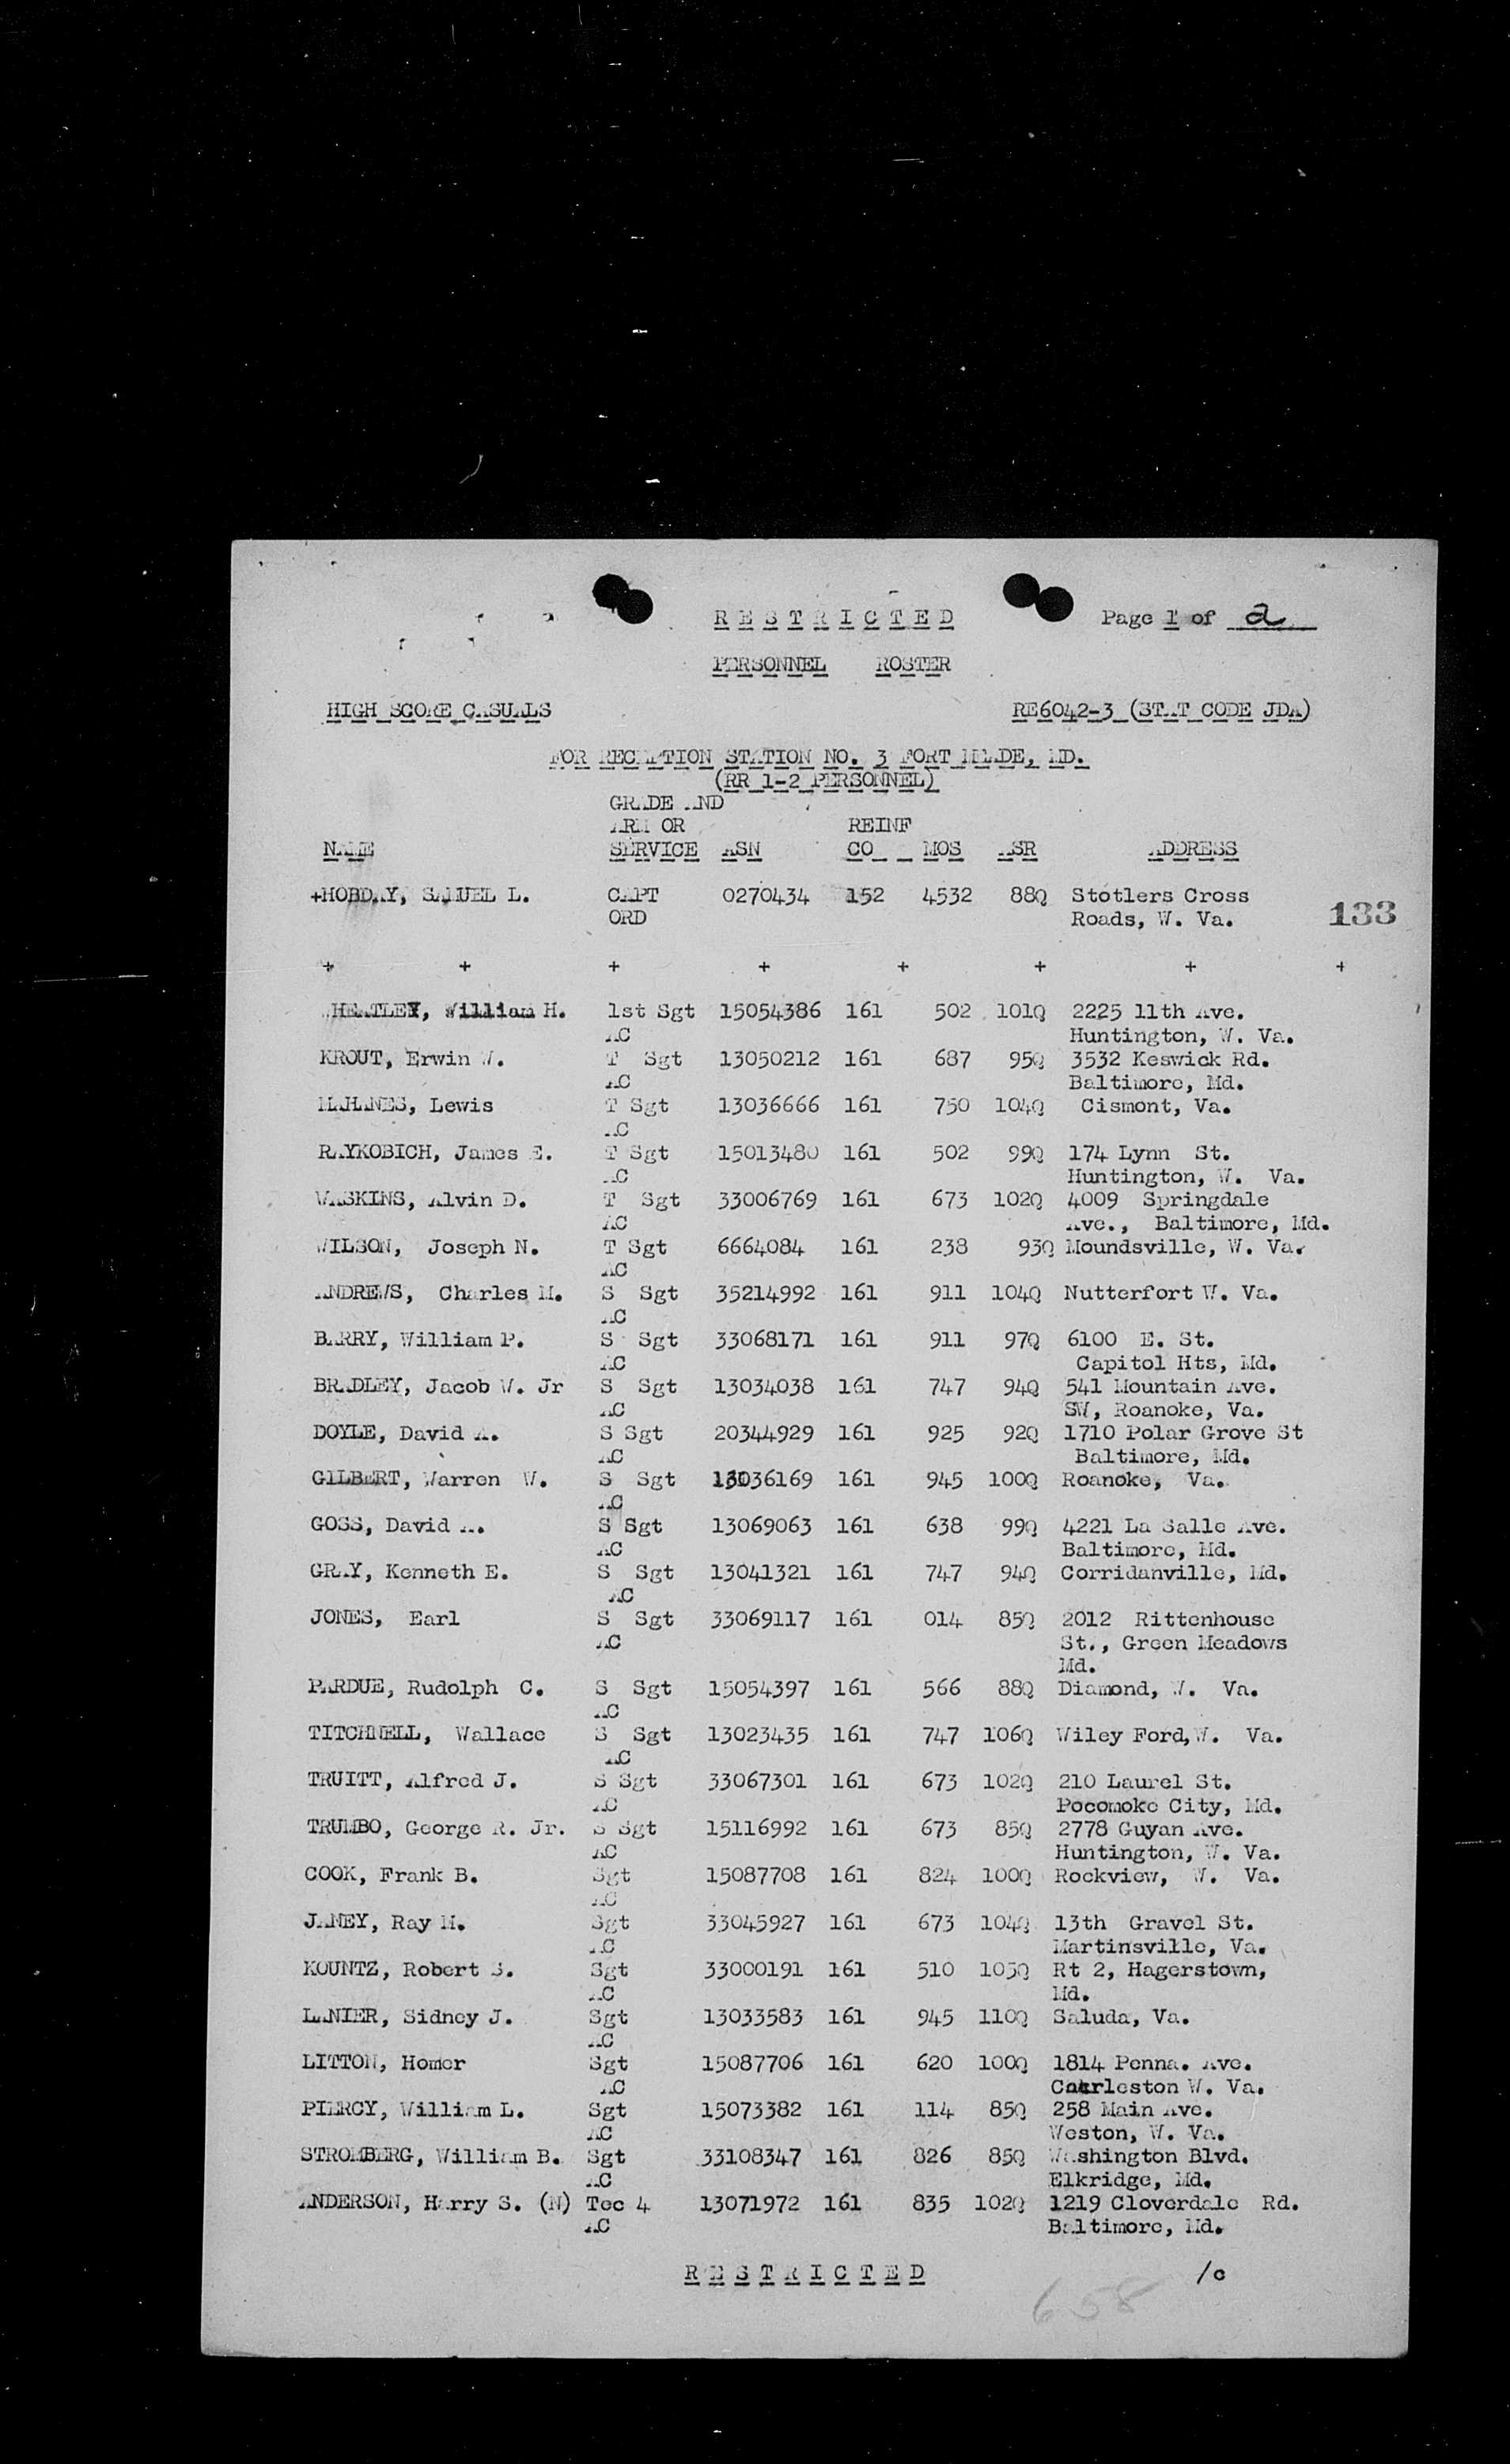 RESTRICTED Page 1 of 2
PERSONNEL ROSTER
HIGH SCORE CASUALS RE6042-3 (STAT CODE JDA)
FOR RECEPTION STATION NO. 3 FORT MEADE, MD.
(RR 1-2 PERSONNEL)
GRADE AND
ARM OR REINF
NAME SERVICE ASN CO MOS ASR ADDRESS
+HOBDAY, SAMUEL L. CAPT 0270434 152 4532 88Q Stotlers Cross
ORD Roads, W. Va. 133
+ + + + + + + +
WHEATLEY, William H. 1st Sgt 15054386 161 502 101Q 2225 11th Ave.
AC Huntington, W. Va.
KROUT, Erwin W. T Sgt 13050212 161 687 95Q 3532 Keswick Rd.
AC Baltimore, Md.
MAHANES, Lewis T Sgt 13036666 161 750 104Q Cismont, Va.
AC
RAYKOBICH, James E. T Sgt 15013480 161 502 99Q 174 Lynn St.
AC Huntington, W. Va.
WASKINS, Alvin D. T Sgt 33006769 161 673 102Q 4009 Springdale
AC Ave., Baltimore, Md.
WILSON, Joseph N. T Sgt 6664084 161 238 93Q Moundsville, W. Va.
AC
ANDREWS, Charles M. S Sgt 35214992 161 911 104Q Nutterfort W. Va.
AC
BARRY, William P. S Sgt 33068171 161 911 97Q 6100 E. St.
AC Capitol Hts, Md.
BRADLEY, Jacob W. Jr S Sgt 13034038 161 747 94Q 541 Mountain Ave.
AC SW, Roanoke, Va.
DOYLE, David A. S Sgt 20344929 161 925 92Q 1710 Polar Grove St
AC Baltimore, Md.
GILBERT, Warren W. S Sgt 13036169 161 945 100Q Roanoke, Va.
AC
GOSS, David A. S Sgt 13069063 161 638 99Q 4221 La Salle Ave.
AC Baltimore, Md.
GRAY, Kenneth E. S Sgt 13041321 161 747 94Q Corridanville, Md.
AC
JONES, Earl S Sgt 33069117 161 014 85Q 2012 Rittenhouse
AC St., Green Meadows
Md.
PARDUE, Rudolph C. S Sgt 15054397 161 566 88Q Diamond, W. Va.
AC
TITCHNELL, Wallace S Sgt 13023435 161 747 106Q Wiley Ford, W. Va.
AC
TRUITT, Alfred J. S Sgt 33067301 161 673 102Q 210 Laurel St.
AC Pocomoke City, Md.
TRUMBO, George R. Jr. S Sgt 15116992 161 673 85Q 2778 Guyan Ave.
AC Huntington, W. Va.
COOK, Frank B. Sgt 15087708 161 824 100Q Rockview, W. Va.
AC
JANEY, Ray M. Sgt 33045927 161 673 104Q 13th Gravel St.
AC Martinsville, Va.
KOUNTZ, Robert S. Sgt 33000191 161 510 105Q Rt 2, Hagerstown,
AC Md.
LANIER, Sidney J. Sgt 13033583 161 945 110Q Saluda, Va.
AC
LITTON, Homer Sgt 15087706 161 620 100Q 1814 Penna. Ave.
AC Charleston W. Va.
PIERCY, William L. Sgt 15073382 161 114 85Q 258 Main Ave.
AC Weston, W. Va.
STROMBERG, William B. Sgt 33108347 161 826 85Q Washington Blvd.
AC Elkridge, Md.
ANDERSON, Harry S. (N) Tec 4 13071972 161 835 102Q 1219 Cloverdale Rd.
AC Baltimore, Md.
RESTRICTED /c
658